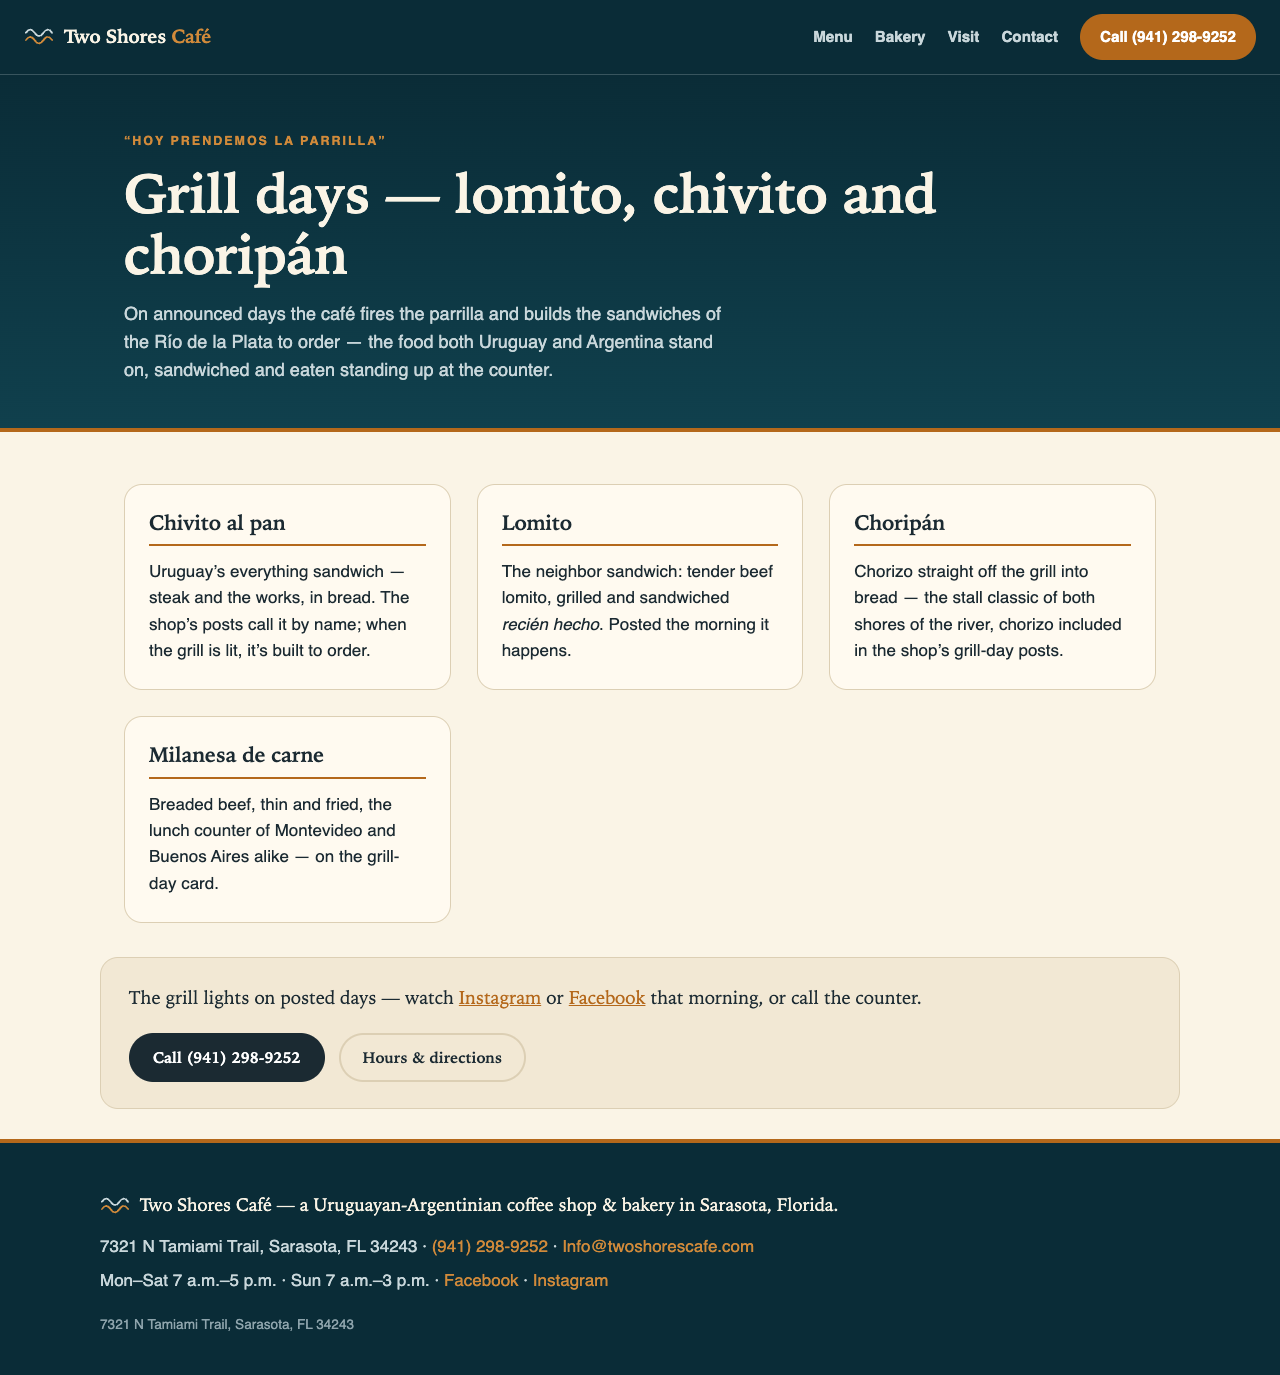 Two Shores Café
Menu
Bakery
Visit
Contact
Call (941) 298-9252
“HOY PRENDEMOS LA PARRILLA”
Grill days — lomito, chivito and
choripán
On announced days the café fires the parrilla and builds the sandwiches of
the Río de la Plata to order — the food both Uruguay and Argentina stand
on, sandwiched and eaten standing up at the counter.
Chivito al pan
Uruguay’s everything sandwich —
steak and the works, in bread. The
shop’s posts call it by name; when
the grill is lit, it’s built to order.
Lomito
The neighbor sandwich: tender beef
lomito, grilled and sandwiched
recién hecho. Posted the morning it
happens.
Choripán
Chorizo straight off the grill into
bread — the stall classic of both
shores of the river, chorizo included
in the shop’s grill-day posts.
Milanesa de carne
Breaded beef, thin and fried, the
lunch counter of Montevideo and
Buenos Aires alike — on the grill-
day card.
The grill lights on posted days — watch Instagram or Facebook that morning, or call the counter.
Call (941) 298-9252
Hours & directions
Two Shores Café — a Uruguayan-Argentinian coffee shop & bakery in Sarasota, Florida.
7321 N Tamiami Trail, Sarasota, FL 34243 · (941) 298-9252 · Info@twoshorescafe.com
Mon–Sat 7 a.m.–5 p.m. · Sun 7 a.m.–3 p.m. · Facebook · Instagram
7321 N Tamiami Trail, Sarasota, FL 34243